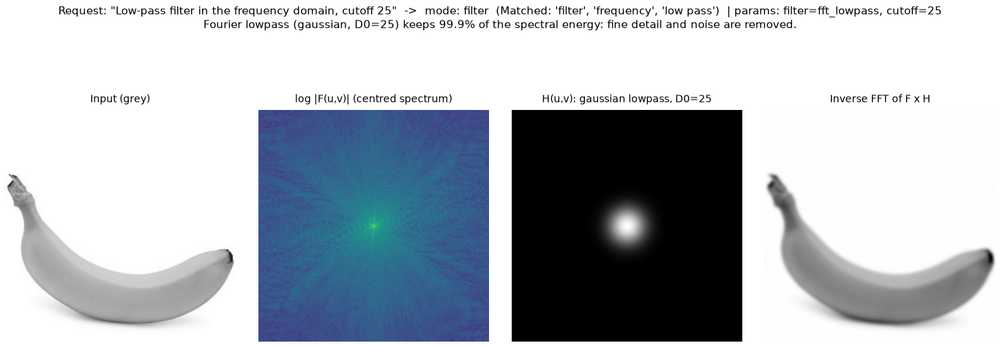 Request: "Low-pass filter in the frequency domain, cutoff 25"  ->  mode: filter  (Matched: 'filter', 'frequency', 'low pass')  | params: filter=fft_lowpass, cutoff=25
Fourier lowpass (gaussian, D0=25) keeps 99.9% of the spectral energy: fine detail and noise are removed.
Input (grey)
log |F(u,v)| (centred spectrum)
H(u,v): gaussian lowpass, D0=25
Inverse FFT of F x H